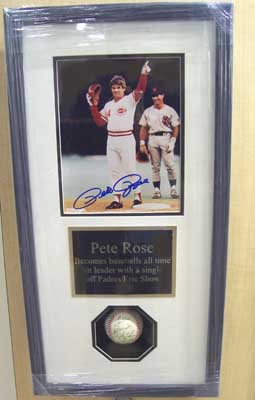 Pete Rose
Pete Rose
Becomes baseballs all time
hit leader with a single
off Padres Eric Show